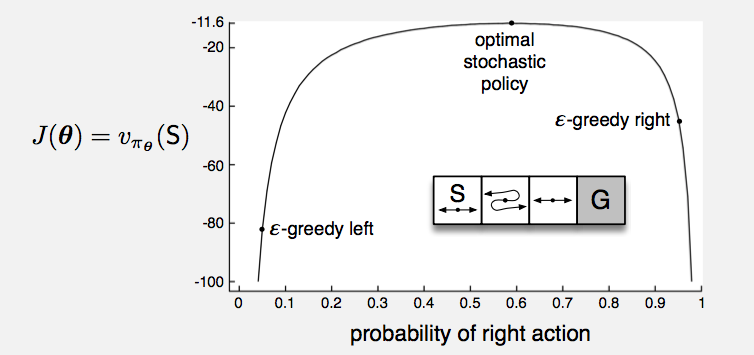 -11.6
-20
-40
-60
-80
-100
J(θ) = vπθ(S)
optimal
stochastic
policy
ε-greedy right
S
G
ε-greedy left
0 0.1 0.2 0.3 0.4 0.5 0.6 0.7 0.8 0.9 1
probability of right action